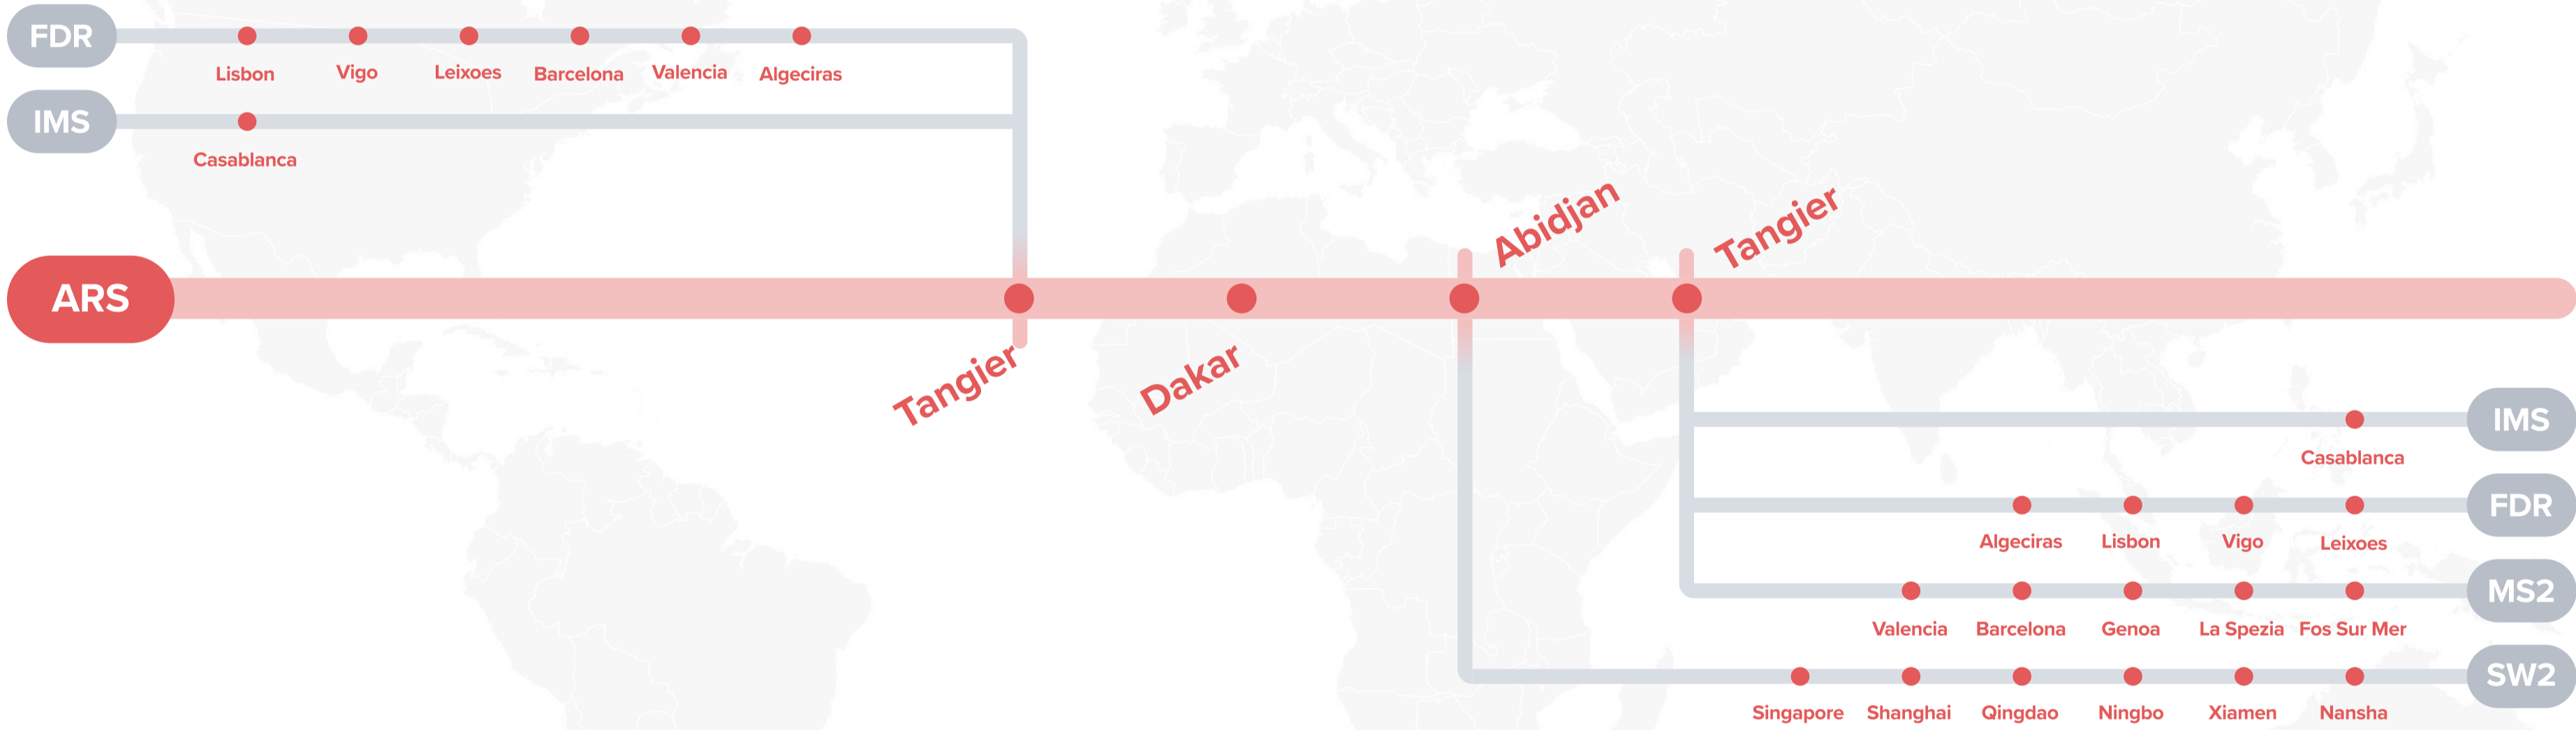 FDR
Lisbon Vigo Leixoes Barcelona Valencia Algeciras
IMS
Casablanca
ARS
Tangier
Dakar
Abidjan
Tangier
IMS
Casablanca
FDR
Algeciras Lisbon Vigo Leixoes
MS2
Valencia Barcelona Genoa La Spezia Fos Sur Mer
SW2
Singapore Shanghai Qingdao Ningbo Xiamen Nansha